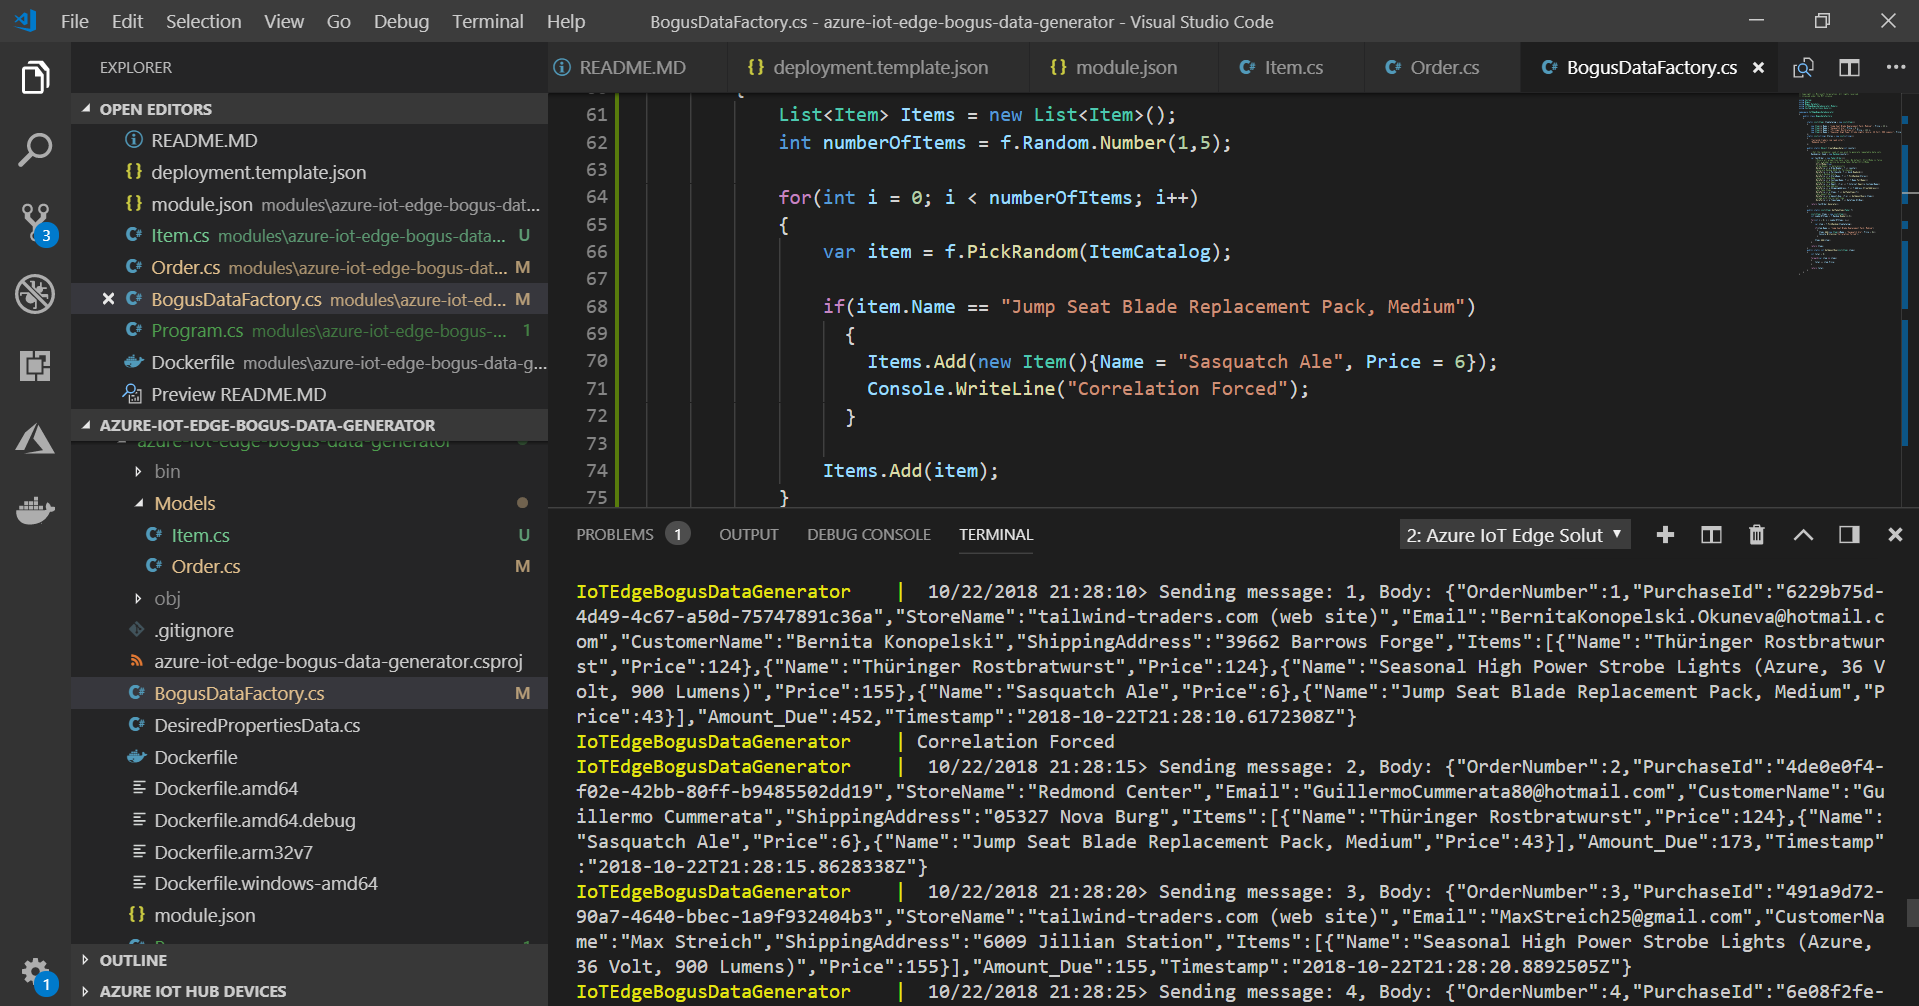 File Edit Selection View Go Debug Terminal Help BogusDataFactory.cs - azure-iot-edge-bogus-data-generator - Visual Studio Code
EXPLORER
OPEN EDITORS
README.MD
deployment.template.json
module.json modules\azure-iot-edge-bogus-dat...
Item.cs modules\azure-iot-edge-bogus-data... U
Order.cs modules\azure-iot-edge-bogus-dat... M
BogusDataFactory.cs modules\azure-iot-ed... M
Program.cs modules\azure-iot-edge-bogus-... 1
Dockerfile modules\azure-iot-edge-bogus-data-g...
Preview README.MD
AZURE-IOT-EDGE-BOGUS-DATA-GENERATOR
azure-iot-edge-bogus-data-generator
bin
Models
Item.cs U
Order.cs M
obj
.gitignore
azure-iot-edge-bogus-data-generator.csproj
BogusDataFactory.cs M
DesiredPropertiesData.cs
Dockerfile
Dockerfile.amd64
Dockerfile.amd64.debug
Dockerfile.arm32v7
Dockerfile.windows-amd64
module.json
OUTLINE
AZURE IOT HUB DEVICES
3
1
README.MD deployment.template.json module.json Item.cs Order.cs BogusDataFactory.cs
61 List<Item> Items = new List<Item>();
62 int numberOfItems = f.Random.Number(1,5);
63
64 for(int i = 0; i < numberOfItems; i++)
65 {
66 var item = f.PickRandom(ItemCatalog);
67
68 if(item.Name == "Jump Seat Blade Replacement Pack, Medium")
69 {
70 Items.Add(new Item(){Name = "Sasquatch Ale", Price = 6});
71 Console.WriteLine("Correlation Forced");
72 }
73
74 Items.Add(item);
75 }
PROBLEMS 1 OUTPUT DEBUG CONSOLE TERMINAL 2: Azure IoT Edge Solut
IoTEdgeBogusDataGenerator | 10/22/2018 21:28:10> Sending message: 1, Body: {"OrderNumber":1,"PurchaseId":"6229b75d-
4d49-4c67-a50d-75747891c36a","StoreName":"tailwind-traders.com (web site)","Email":"BernitaKonopelski.Okuneva@hotmail.c
om","CustomerName":"Bernita Konopelski","ShippingAddress":"39662 Barrows Forge","Items":[{"Name":"Thüringer Rostbratwur
st","Price":124},{"Name":"Thüringer Rostbratwurst","Price":124},{"Name":"Seasonal High Power Strobe Lights (Azure, 36 V
olt, 900 Lumens)","Price":155},{"Name":"Sasquatch Ale","Price":6},{"Name":"Jump Seat Blade Replacement Pack, Medium","P
rice":43}],"Amount_Due":452,"Timestamp":"2018-10-22T21:28:10.6172308Z"}
IoTEdgeBogusDataGenerator | Correlation Forced
IoTEdgeBogusDataGenerator | 10/22/2018 21:28:15> Sending message: 2, Body: {"OrderNumber":2,"PurchaseId":"4de0e0f4-
f02e-42bb-80ff-b9485502dd19","StoreName":"Redmond Center","Email":"GuillermoCummerata80@hotmail.com","CustomerName":"Gu
illermo Cummerata","ShippingAddress":"05327 Nova Burg","Items":[{"Name":"Thüringer Rostbratwurst","Price":124},{"Name":
"Sasquatch Ale","Price":6},{"Name":"Jump Seat Blade Replacement Pack, Medium","Price":43}],"Amount_Due":173,"Timestamp"
:"2018-10-22T21:28:15.8628338Z"}
IoTEdgeBogusDataGenerator | 10/22/2018 21:28:20> Sending message: 3, Body: {"OrderNumber":3,"PurchaseId":"491a9d72-
90a7-4640-bbec-1a9f932404b3","StoreName":"tailwind-traders.com (web site)","Email":"MaxStreich25@gmail.com","CustomerNa
me":"Max Streich","ShippingAddress":"6009 Jillian Station","Items":[{"Name":"Seasonal High Power Strobe Lights (Azure,
36 Volt, 900 Lumens)","Price":155}],"Amount_Due":155,"Timestamp":"2018-10-22T21:28:20.8892505Z"}
IoTEdgeBogusDataGenerator | 10/22/2018 21:28:25> Sending message: 4, Body: {"OrderNumber":4,"PurchaseId":"6e08f2fe-